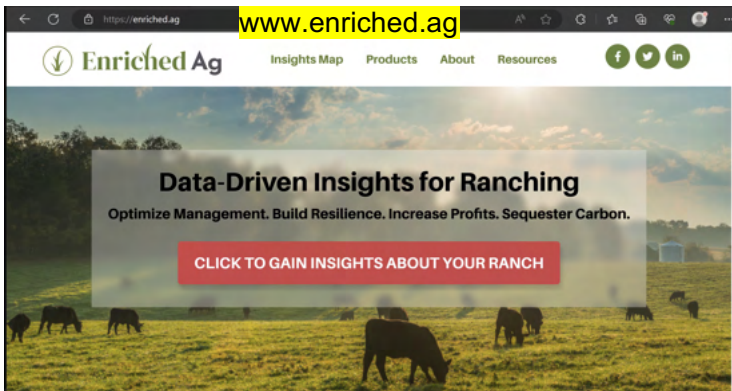 https://enriched.ag
www.enriched.ag
Enriched Ag
Insights Map Products About Resources
Data-Driven Insights for Ranching
Optimize Management. Build Resilience. Increase Profits. Sequester Carbon.
CLICK TO GAIN INSIGHTS ABOUT YOUR RANCH